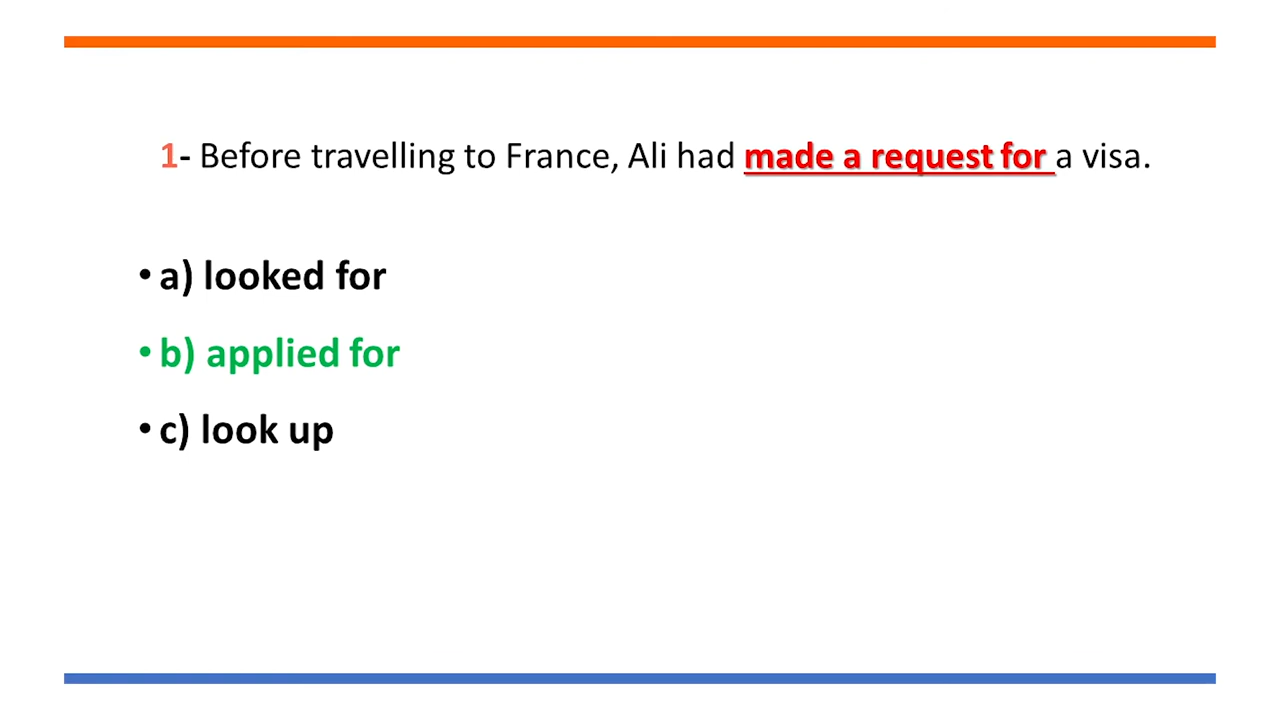 1- Before travelling to France, Ali had made a request for a visa.
• a) looked for
• b) applied for
• c) look up